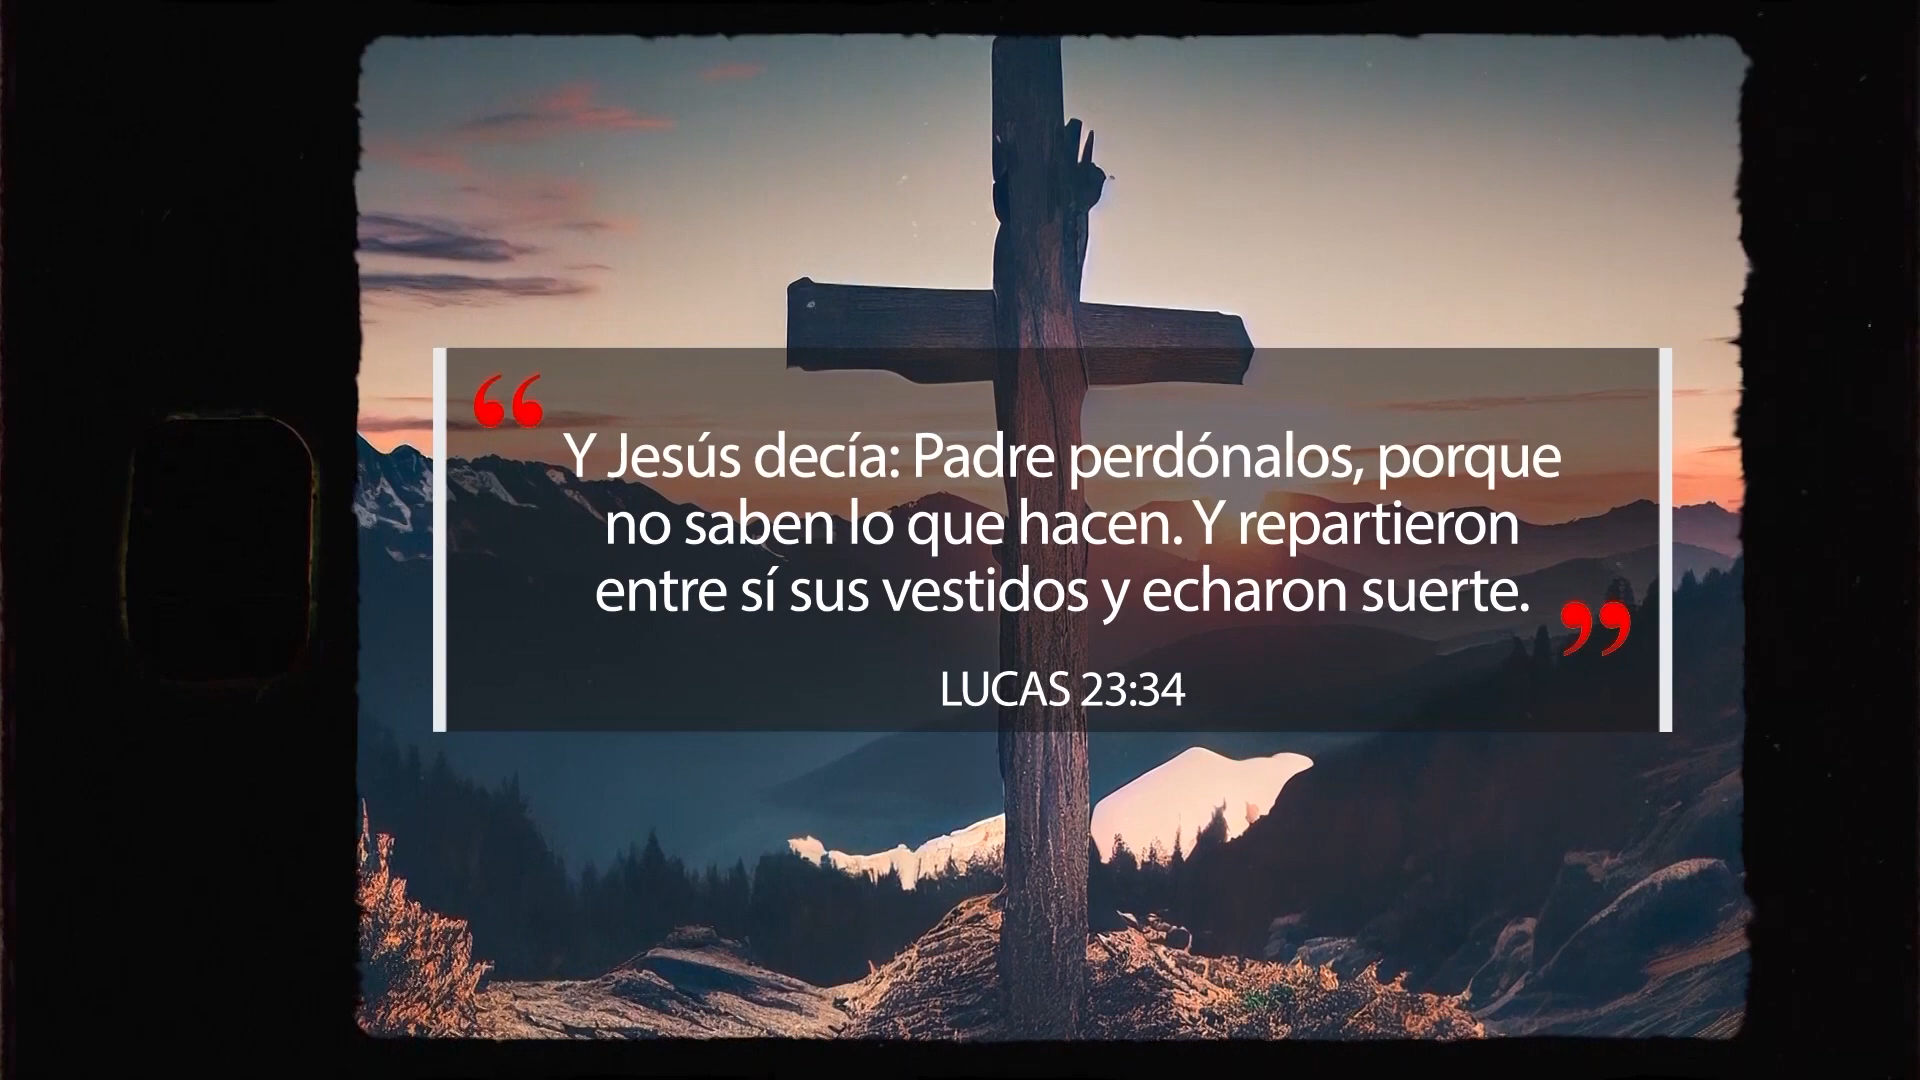 “
Y Jesús decía: Padre perdónalos, porque
no saben lo que hacen. Y repartieron
entre sí sus vestidos y echaron suerte.
”
LUCAS 23:34